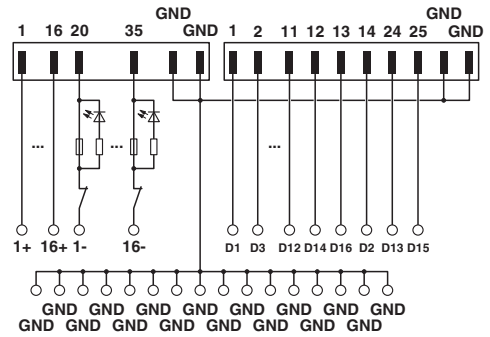 GND GND
1 16 20 35 GND 1 2 11 12 13 14 24 25 GND
... ... ...
1+ 16+ 1- 16- D1 D3 D12 D14 D16 D2 D13 D15
GND GND GND GND GND GND GND GND
GND GND GND GND GND GND GND GND